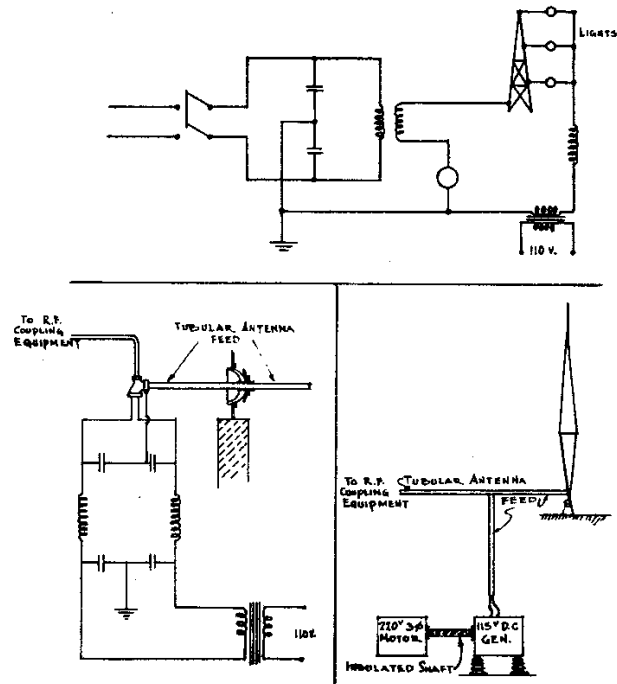 LIGHTS
110 V.
TO R.F.
COUPLING
EQUIPMENT
TUBULAR ANTENNA
FEED
TO R.F.
COUPLING
EQUIPMENT
TUBULAR ANTENNA
FEED
220V 3φ
MOTOR
115V D.C
GEN.
INSULATED SHAFT